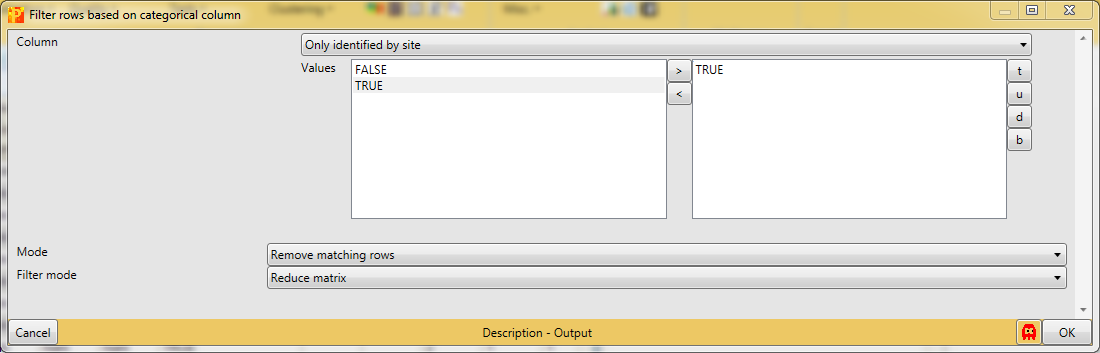 Filter rows based on categorical column
Column
Only identified by site
Values
FALSE
TRUE
>
<
TRUE
t
u
d
b
Mode
Remove matching rows
Filter mode
Reduce matrix
Cancel
Description - Output
OK